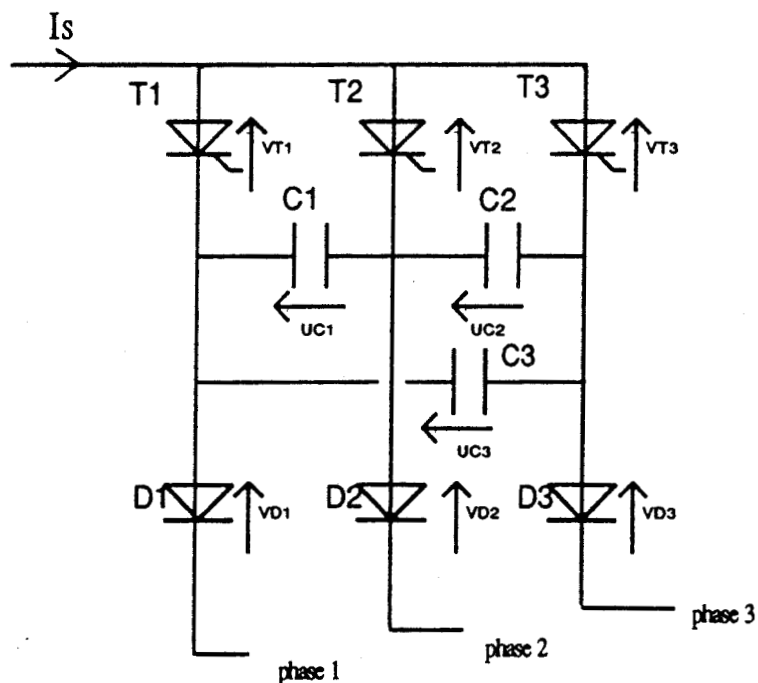 Is
T1
T2
T3
VT1
VT2
VT3
C1
C2
UC1
UC2
C3
UC3
D1
VD1
D2
VD2
D3
VD3
phase 3
phase 2
phase 1